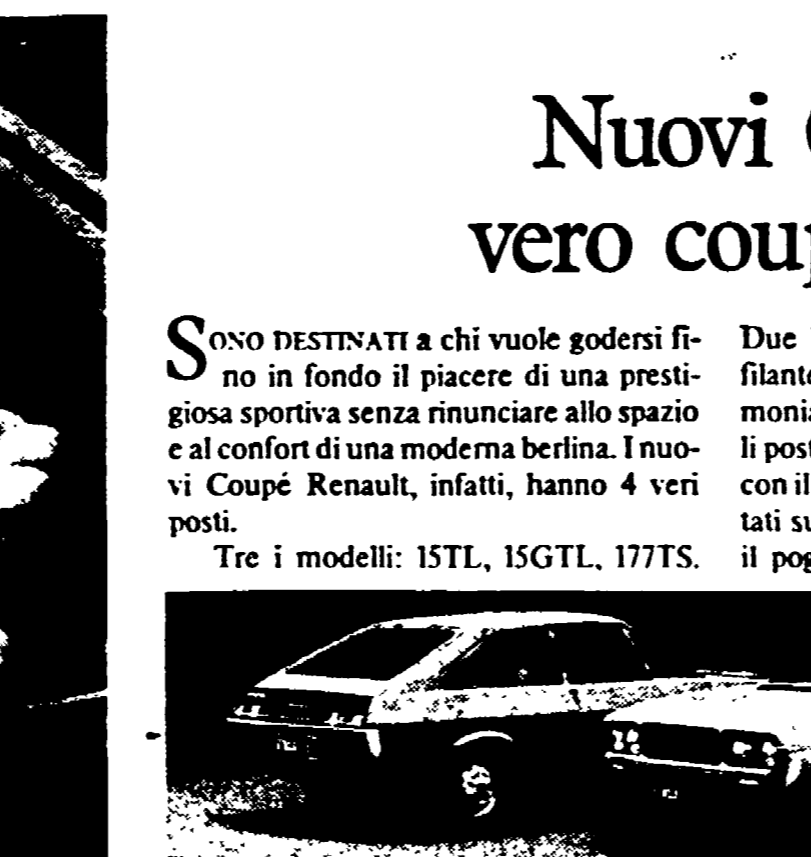 Nuovi
vero coup
SONO DESTINATI a chi vuole godersi fi-
no in fondo il piacere di una presti-
giosa sportiva senza rinunciare allo spazio
e al confort di una moderna berlina. I nuo-
vi Coupé Renault, infatti, hanno 4 veri
posti.
Tre i modelli: 15TL, 15GTL, 177TS.
Due
filante
monia
li post
con il
tati su
il pog